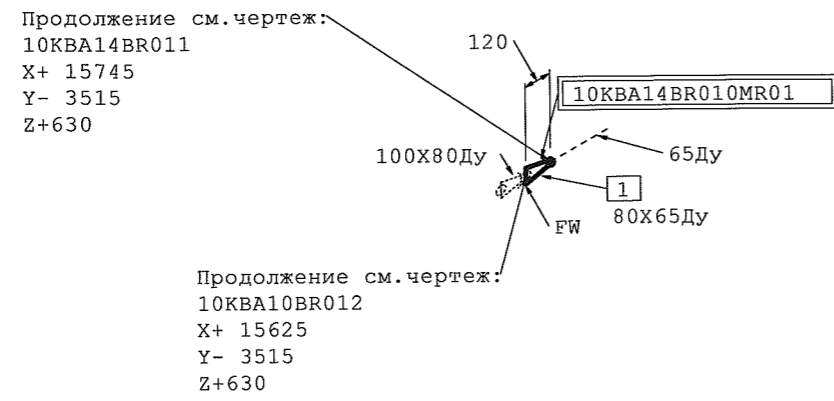 Продолжение см.чертеж:
10KBA14BR011
X+ 15745
Y- 3515
Z+630
120
10KBA14BR010MR01
100X80Ду
65Ду
1
80X65Ду
FW
Продолжение см.чертеж:
10KBA10BR012
X+ 15625
Y- 3515
Z+630